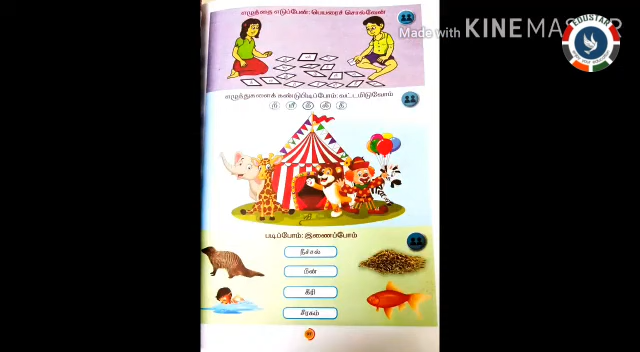 எழுத்தை எடுப்பேன்; பெயரைச் சொல்வேன்
Made with KINEMASTER
EDUSTAR
எழுத்துகளைக் கண்டுபிடிப்போம்; வட்டமிடுவோம்
படிப்போம்; இணைப்போம்
நீச்சல்
மீன்
கீரி
சீரகம்